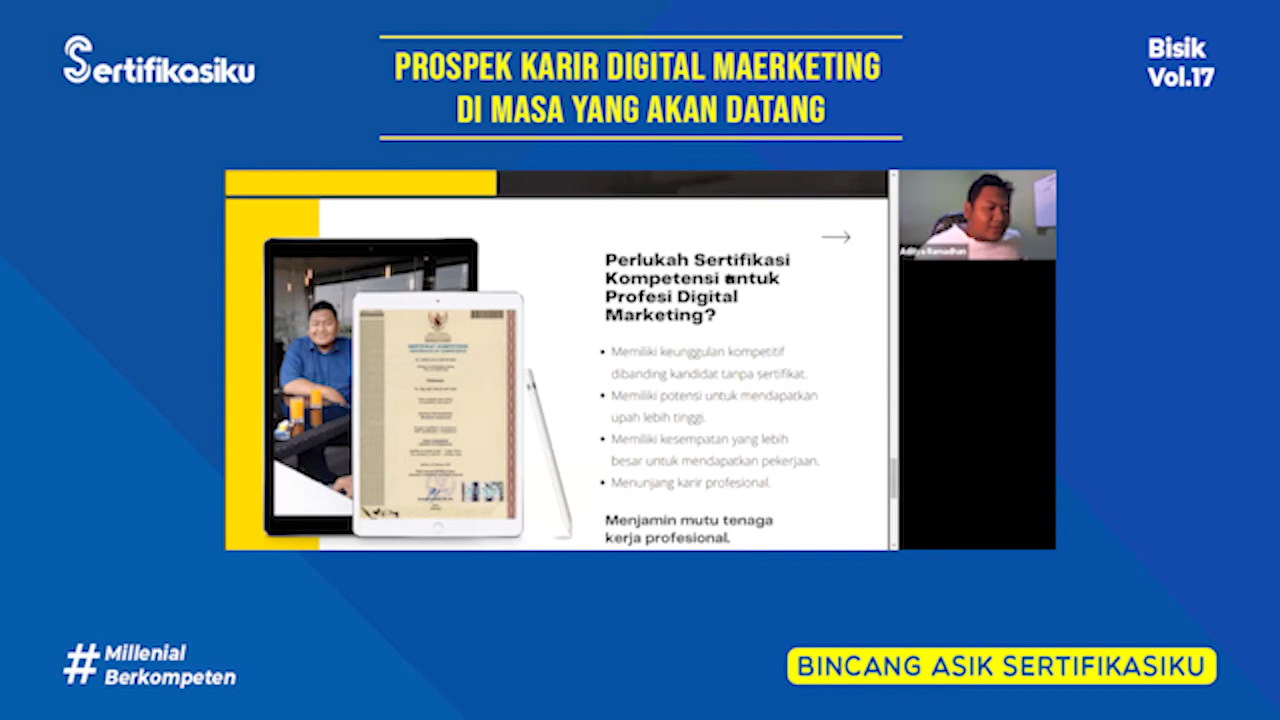 Sertifikasiku
PROSPEK KARIR DIGITAL MAERKETING
DI MASA YANG AKAN DATANG
Bisik
Vol.17
Aditya Ramadhan
Perlukah Sertifikasi
Kompetensi untuk
Profesi Digital
Marketing?
• Memiliki keunggulan kompetitif
dibanding kandidat tanpa sertifikat.
• Memiliki potensi untuk mendapatkan
upah lebih tinggi.
• Memiliki kesempatan yang lebih
besar untuk mendapatkan pekerjaan.
• Menunjang karir profesional.
Menjamin mutu tenaga
kerja profesional.
# Millenial
Berkompeten
BINCANG ASIK SERTIFIKASIKU